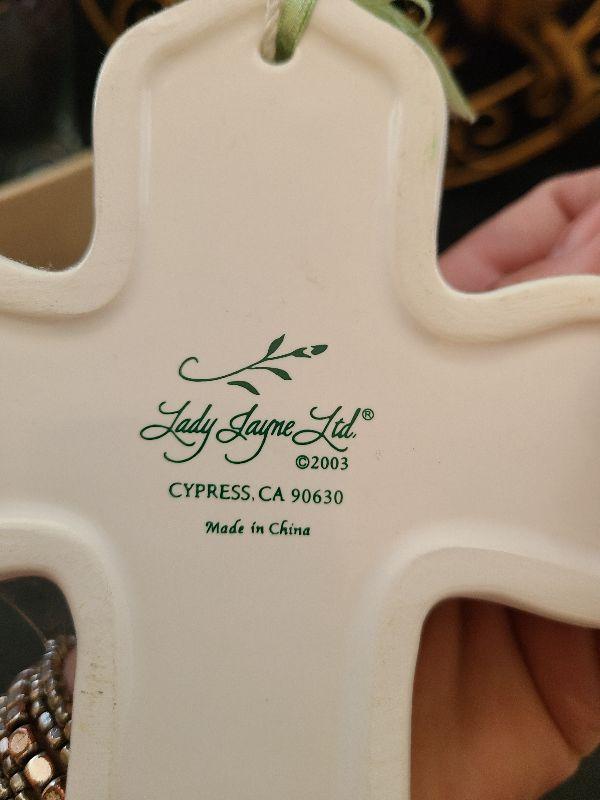 Lady Jayne Ltd.®
©2003
CYPRESS, CA 90630
Made in China